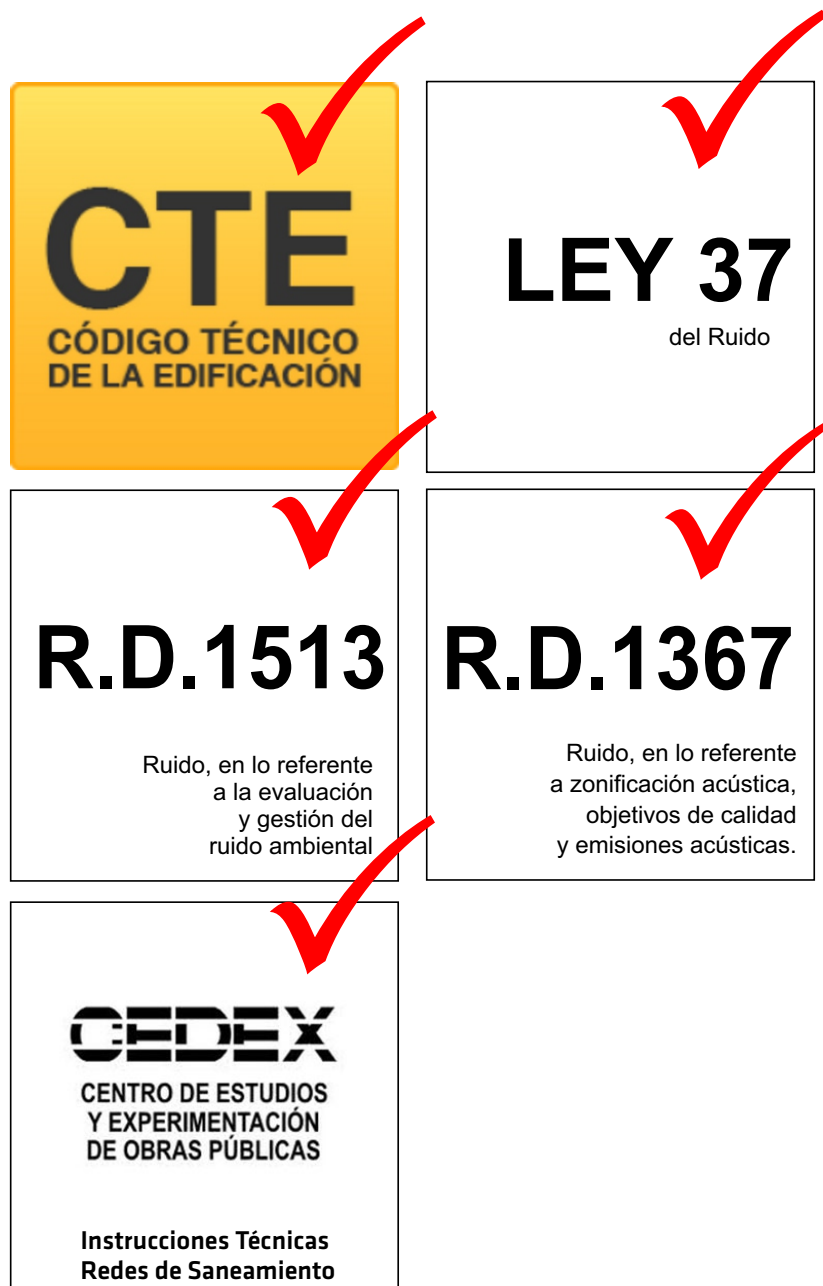 CTE
CÓDIGO TÉCNICO
DE LA EDIFICACIÓN
LEY 37
del Ruido
R.D.1513
Ruido, en lo referente
a la evaluación
y gestión del
ruido ambiental
R.D.1367
Ruido, en lo referente
a zonificación acústica,
objetivos de calidad
y emisiones acústicas.
CEDEX
CENTRO DE ESTUDIOS
Y EXPERIMENTACIÓN
DE OBRAS PÚBLICAS
Instrucciones Técnicas
Redes de Saneamiento